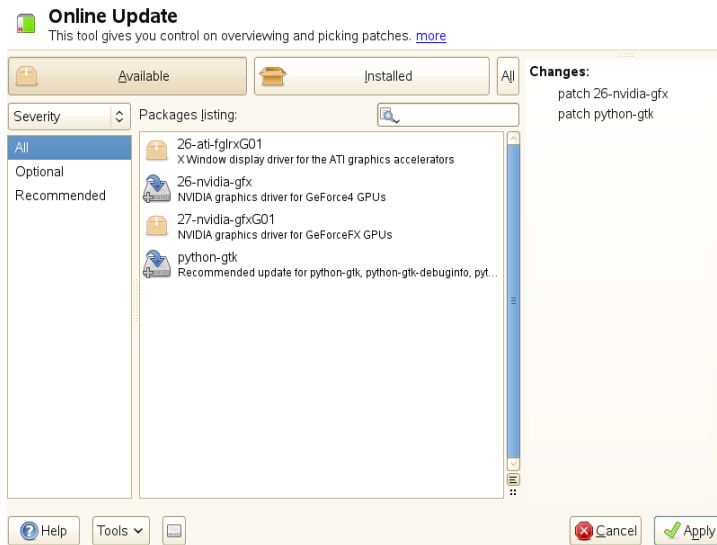 Online Update
This tool gives you control on overviewing and picking patches. more
Available
Installed
All
Changes:
patch 26-nvidia-gfx
patch python-gtk
Severity
Packages listing:
All
Optional
Recommended
26-ati-fglrxG01
X Window display driver for the ATI graphics accelerators
26-nvidia-gfx
NVIDIA graphics driver for GeForce4 GPUs
27-nvidia-gfxG01
NVIDIA graphics driver for GeForceFX GPUs
python-gtk
Recommended update for python-gtk, python-gtk-debuginfo, pyt...
Help
Tools
Cancel
Apply